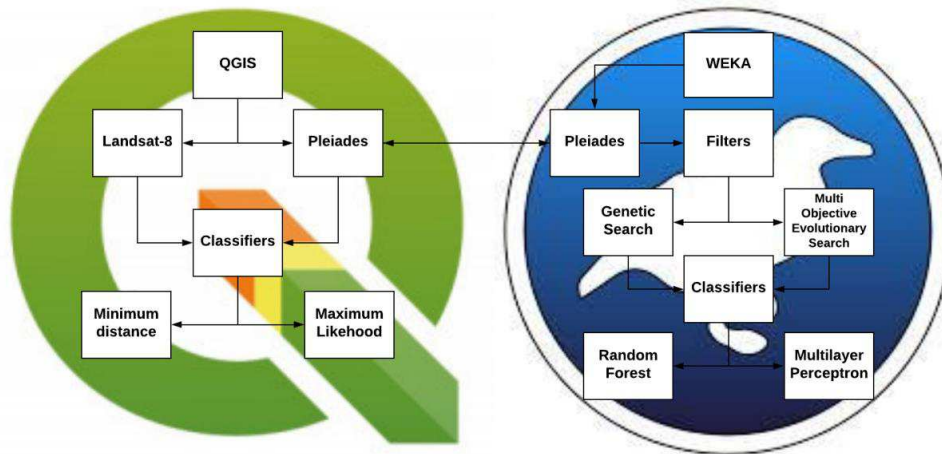 QGIS
Landsat-8
Pleiades
Classifiers
Minimum
distance
Maximum
Likehood
WEKA
Pleiades
Filters
Genetic
Search
Multi
Objective
Evolutionary
Search
Classifiers
Random
Forest
Multilayer
Perceptron